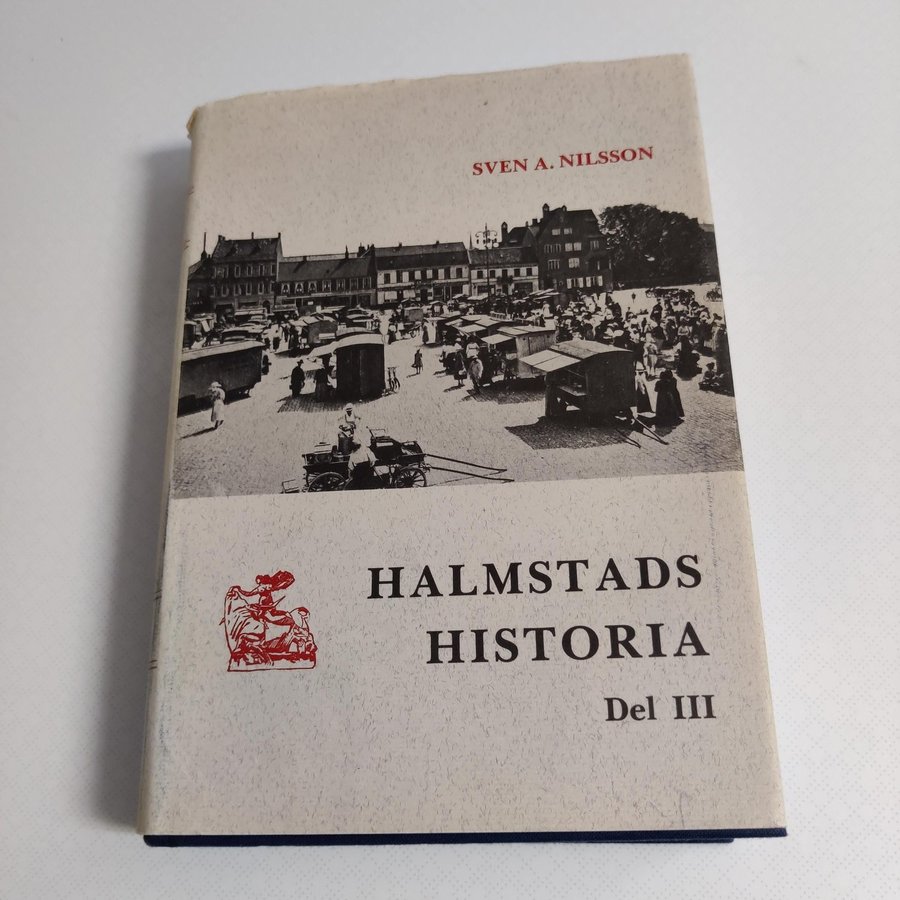 SVEN A. NILSSON
HALMSTADS
HISTORIA
Del III